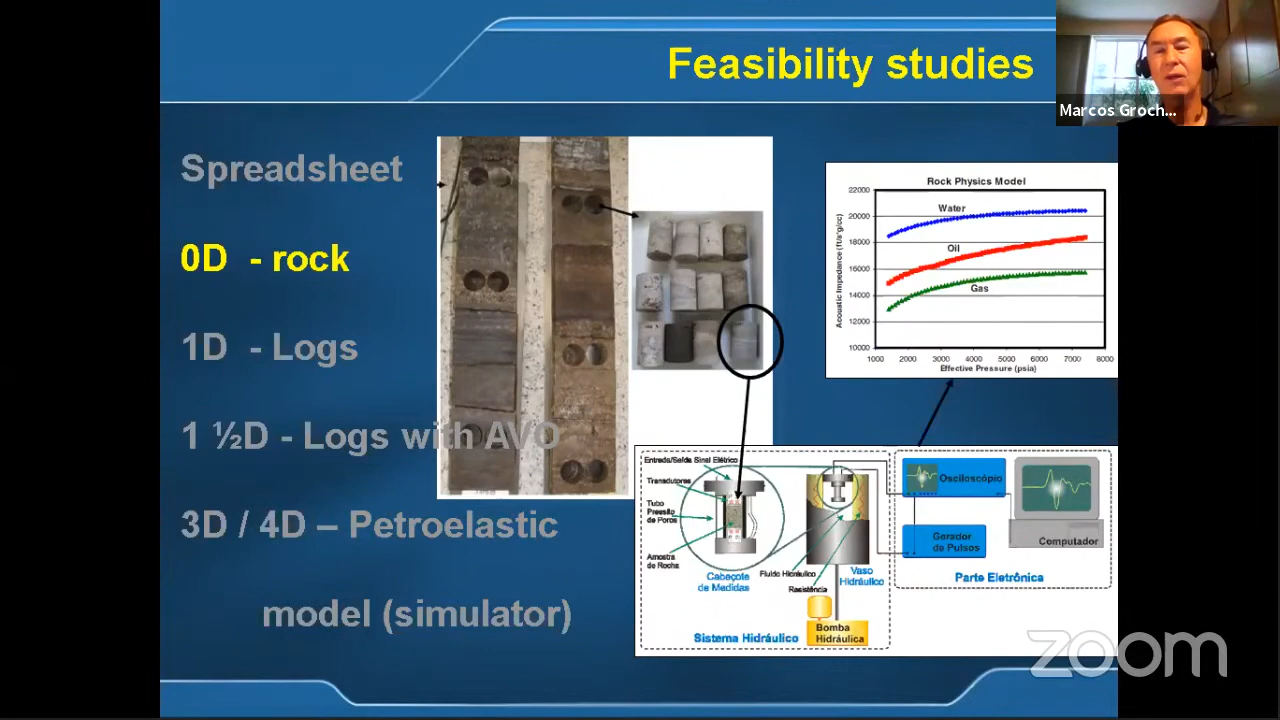 Feasibility studies
Marcos Groch...
Spreadsheet
0D - rock
1D - Logs
1 ½D - Logs with AVO
3D / 4D – Petroelastic
model (simulator)
Rock Physics Model
22000
20000
18000
16000
14000
12000
10000
Acoustic Impedance (ft/s*g/cc)
Water
Oil
Gas
1000 2000 3000 4000 5000 6000 7000 8000
Effective Pressure (psia)
Entrada/Saída Sinal Elétrico
Transdutores
Tubo
Pressão
de Poros
Amostra
de Rocha
Cabeçote
de Medidas
Fluido Hidráulico
Resistência
Vaso
Hidráulico
Bomba
Hidráulica
Sistema Hidráulico
Osciloscópio
Gerador
de Pulsos
Computador
Parte Eletrônica
zoom